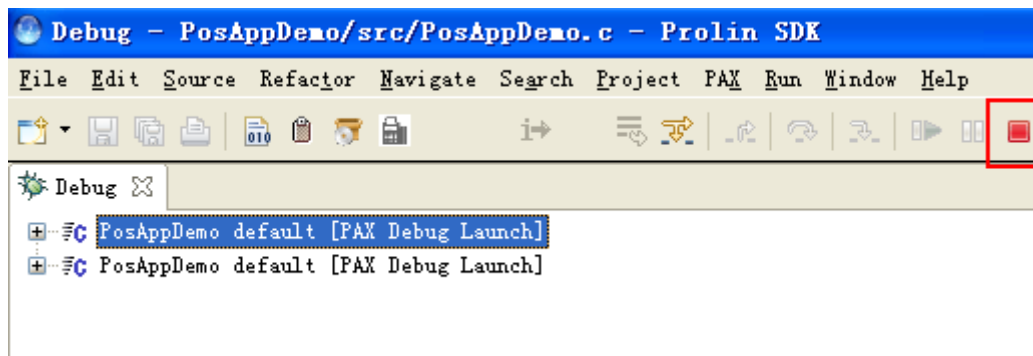 Debug - PosAppDemo/src/PosAppDemo.c - Prolin SDK
File Edit Source Refactor Navigate Search Project PAX Run Window Help
010
Debug
C PosAppDemo default [PAX Debug Launch]
C PosAppDemo default [PAX Debug Launch]